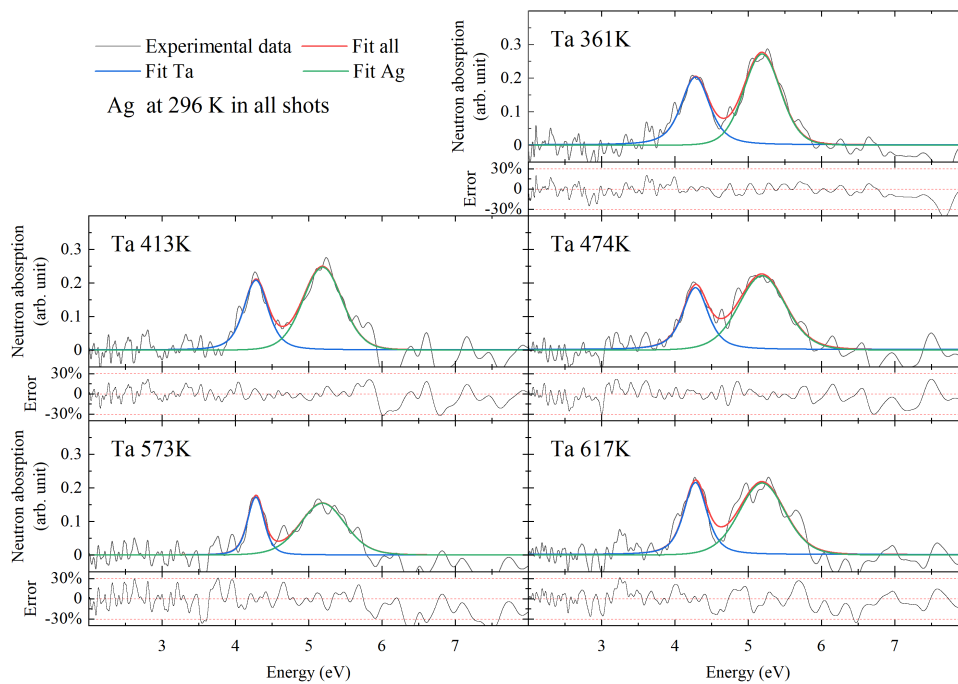 Experimental data
Fit all
Fit Ta
Fit Ag
Ag at 296 K in all shots
Ta 361K
Neutron abosrption
(arb. unit)
0.3
0.2
0.1
0
Error
30%
0
-30%
Ta 413K
Neutron abosrption
(arb. unit)
0.3
0.2
0.1
0
Error
30%
0
-30%
Ta 474K
Ta 573K
Neutron abosrption
(arb. unit)
0.3
0.2
0.1
0
Error
30%
0
-30%
Ta 617K
3 4 5 6 7
Energy (eV)
3 4 5 6 7
Energy (eV)